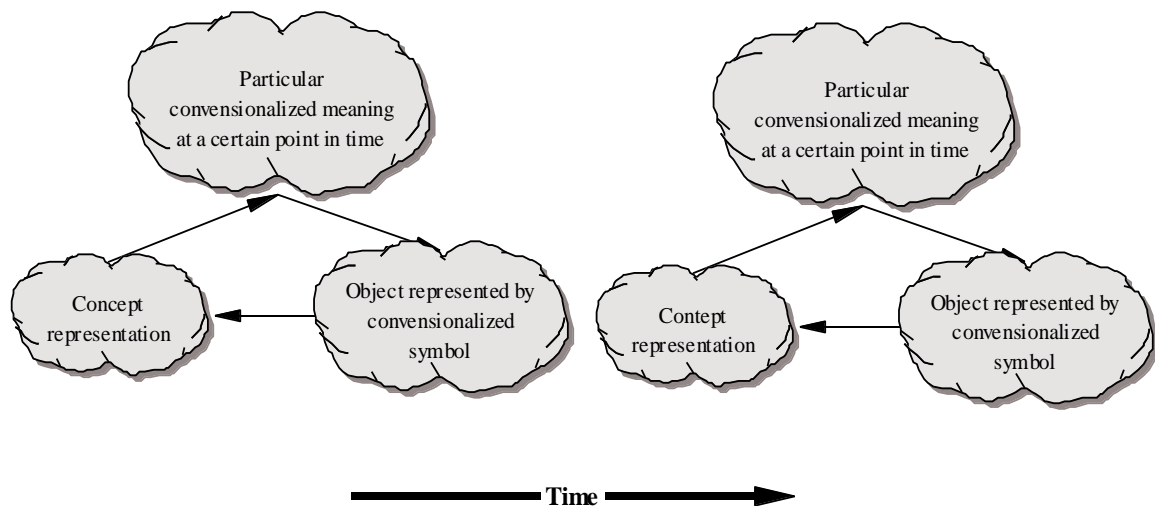 Particular
convensionalized meaning
at a certain point in time
Concept
representation
Object represented by
convensionalized
symbol
Particular
convensionalized meaning
at a certain point in time
Contept
representation
Object represented by
convensionalized
symbol
Time